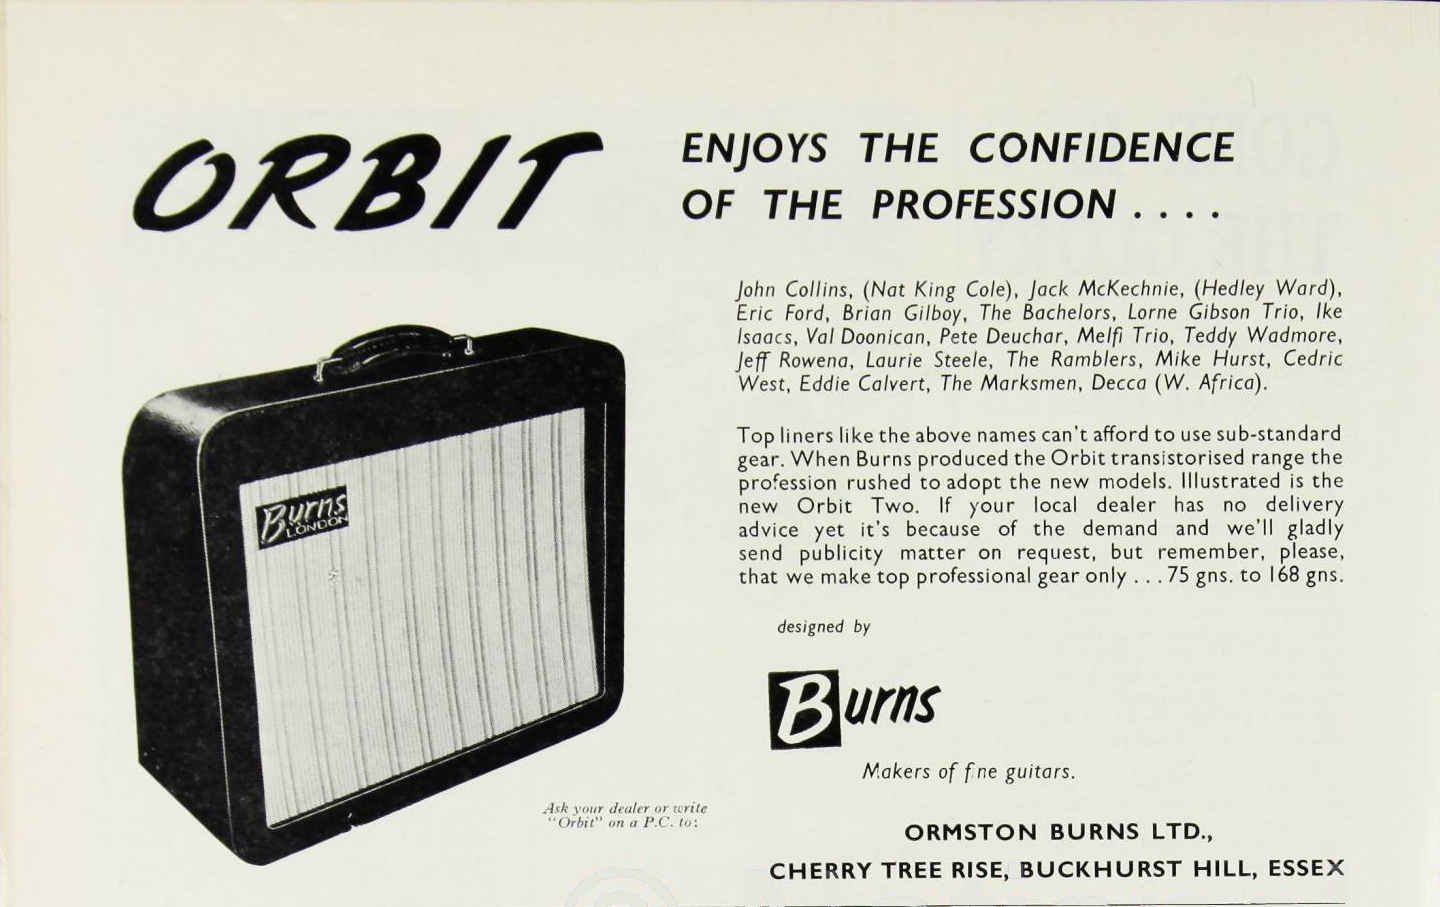 ORBIT
ENJOYS THE CONFIDENCE
OF THE PROFESSION ....
John Collins, (Nat King Cole), Jack McKechnie, (Hedley Ward),
Eric Ford, Brian Gilboy, The Bachelors, Lorne Gibson Trio, Ike
Isaacs, Val Doonican, Pete Deuchar, Melfi Trio, Teddy Wadmore,
Jeff Rowena, Laurie Steele, The Ramblers, Mike Hurst, Cedric
West, Eddie Calvert, The Marksmen, Decca (W. Africa).
Top liners like the above names can't afford to use sub-standard
gear. When Burns produced the Orbit transistorised range the
profession rushed to adopt the new models. Illustrated is the
new Orbit Two. If your local dealer has no delivery
advice yet it's because of the demand and we'll gladly
send publicity matter on request, but remember, please,
that we make top professional gear only ... 75 gns. to 168 gns.
Burns
LONDON
designed by
Burns
Makers of fine guitars.
Ask your dealer or write
"Orbit" on a P.C. to:
ORMSTON BURNS LTD.,
CHERRY TREE RISE, BUCKHURST HILL, ESSEX